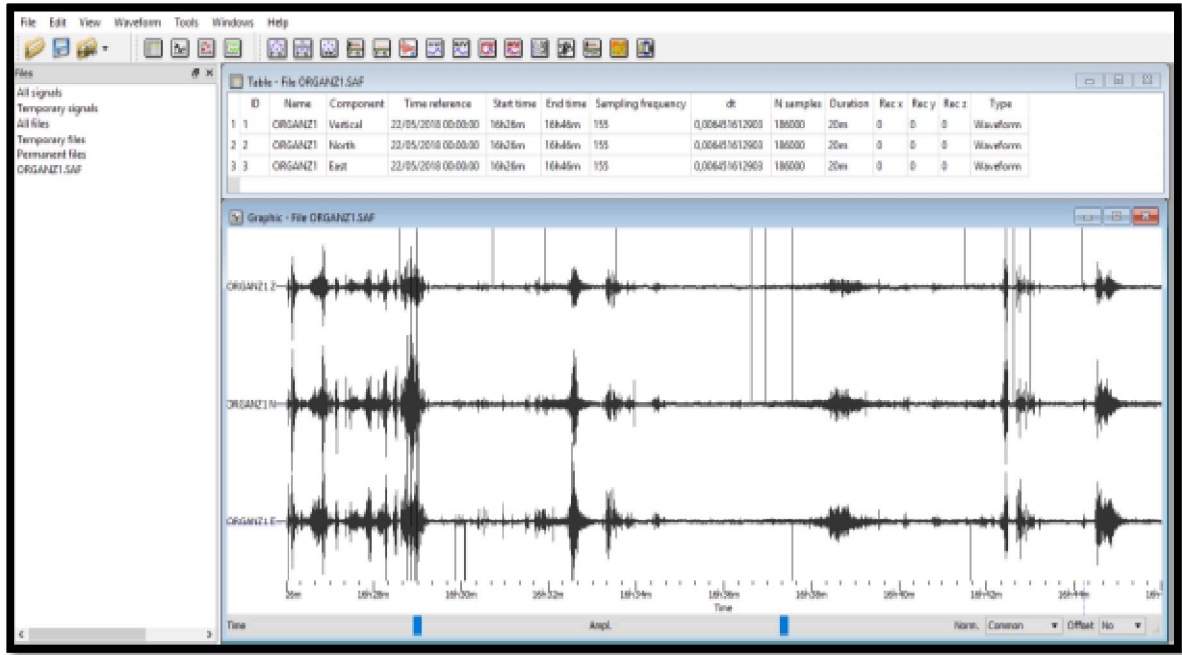 File Edit View Waveform Tools Windows Help
Files
All signals
Temporary signals
All files
Temporary files
Permanent files
ORGANZ1.SAF
Table - File ORGANZ1.SAF
ID Name Component Time reference Start time End time Sampling frequency dt N samples Duration Rec x Rec y Rec z Type
1 1 ORGANZ1 Vertical 22/05/2018 00:00:00 16h26m 16h46m 155 0,006451612903 186000 20m 0 0 0 Waveform
2 2 ORGANZ1 North 22/05/2018 00:00:00 16h26m 16h46m 155 0,006451612903 186000 20m 0 0 0 Waveform
3 3 ORGANZ1 East 22/05/2018 00:00:00 16h26m 16h46m 155 0,006451612903 186000 20m 0 0 0 Waveform
Graphic - File ORGANZ1.SAF
ORGANZ1 Z
ORGANZ1 N
ORGANZ1 E
26m 16h28m 16h30m 16h32m 16h34m 16h36m 16h38m 16h40m 16h42m 16h44m 16h
Time
Time Ampl. Norm. Common Offset No